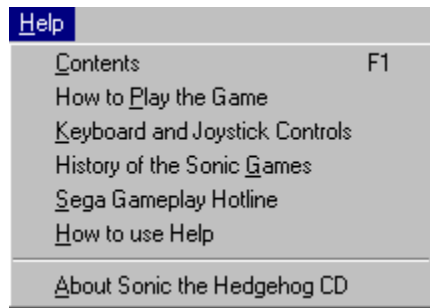 Help
Contents F1
How to Play the Game
Keyboard and Joystick Controls
History of the Sonic Games
Sega Gameplay Hotline
How to use Help
About Sonic the Hedgehog CD